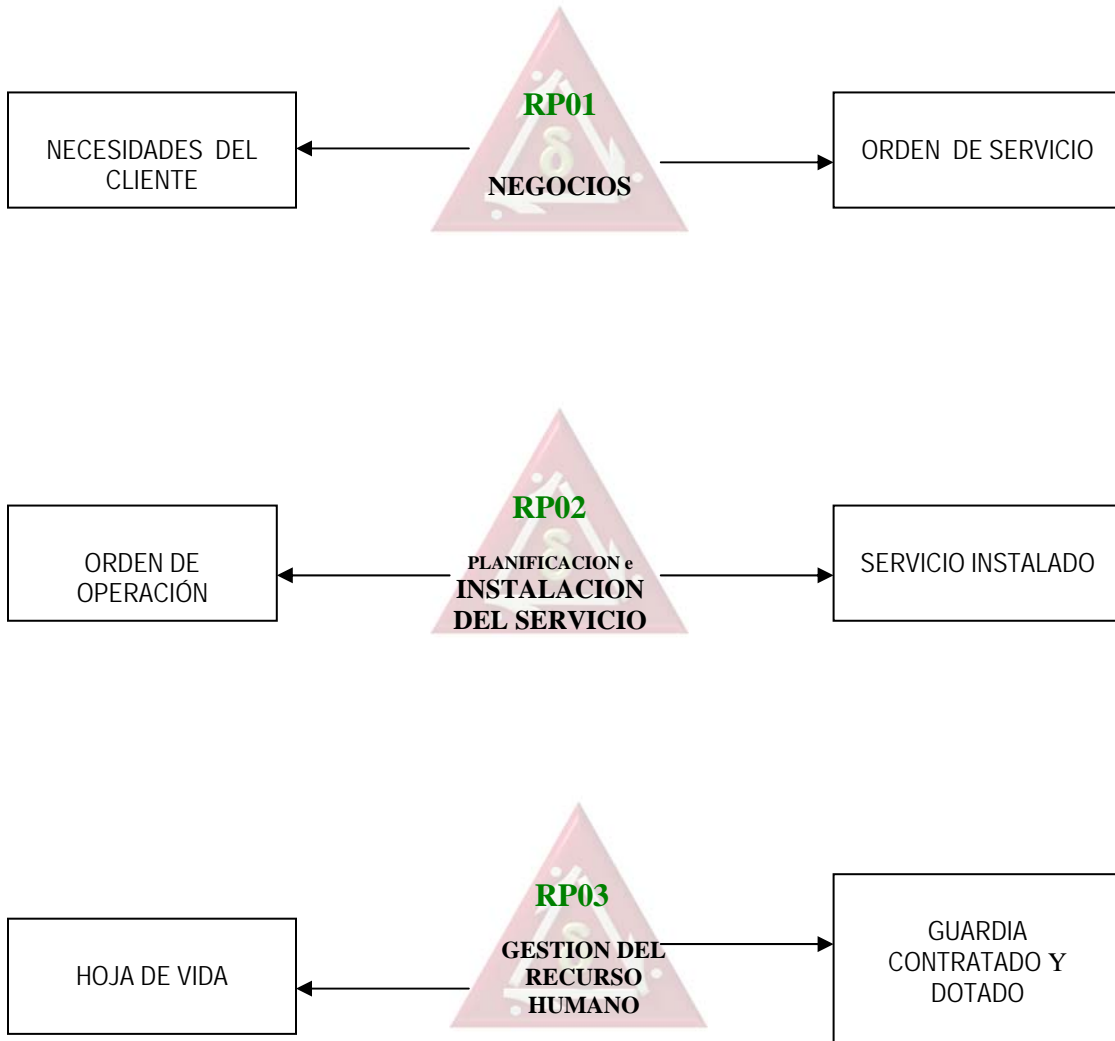 RP01
NEGOCIOS
NECESIDADES DEL
CLIENTE
ORDEN DE SERVICIO
RP02
PLANIFICACION e
INSTALACION
DEL SERVICIO
ORDEN DE
OPERACIÓN
SERVICIO INSTALADO
RP03
GESTION DEL
RECURSO
HUMANO
HOJA DE VIDA
GUARDIA
CONTRATADO Y
DOTADO